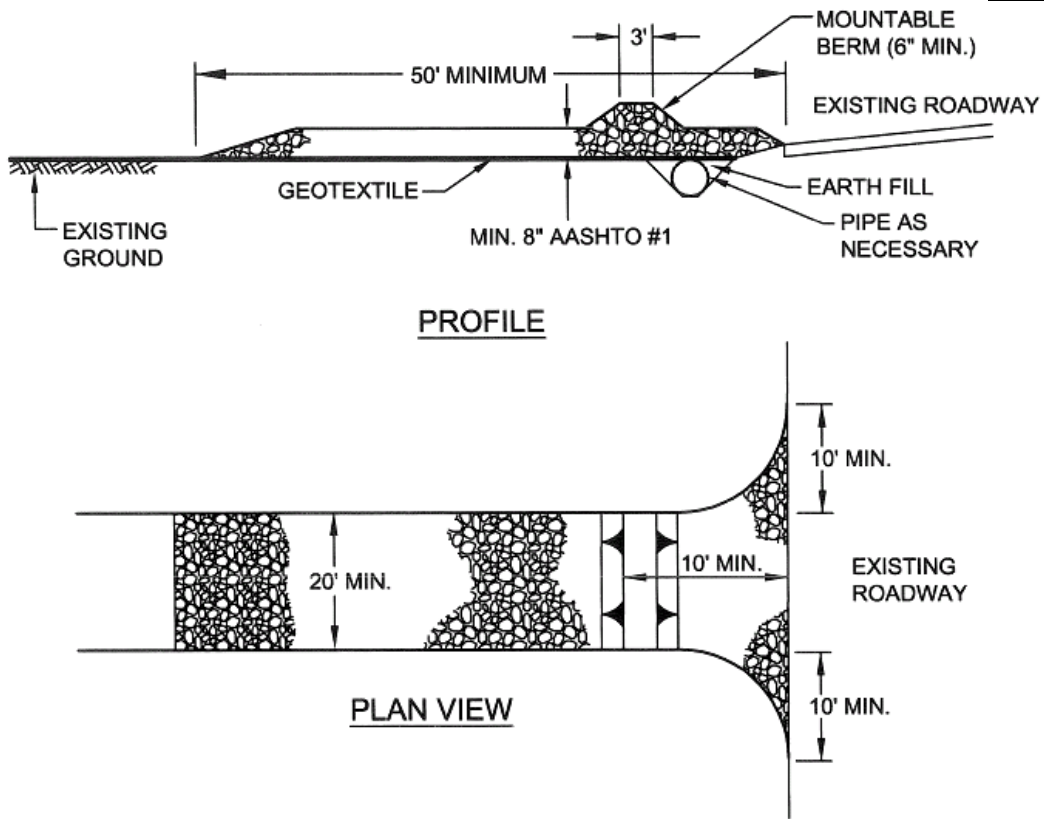 MOUNTABLE
BERM (6" MIN.)
3'
50' MINIMUM
EXISTING ROADWAY
GEOTEXTILE
EARTH FILL
EXISTING
GROUND
MIN. 8" AASHTO #1
PIPE AS
NECESSARY
PROFILE
10' MIN.
20' MIN.
10' MIN.
EXISTING
ROADWAY
10' MIN.
PLAN VIEW